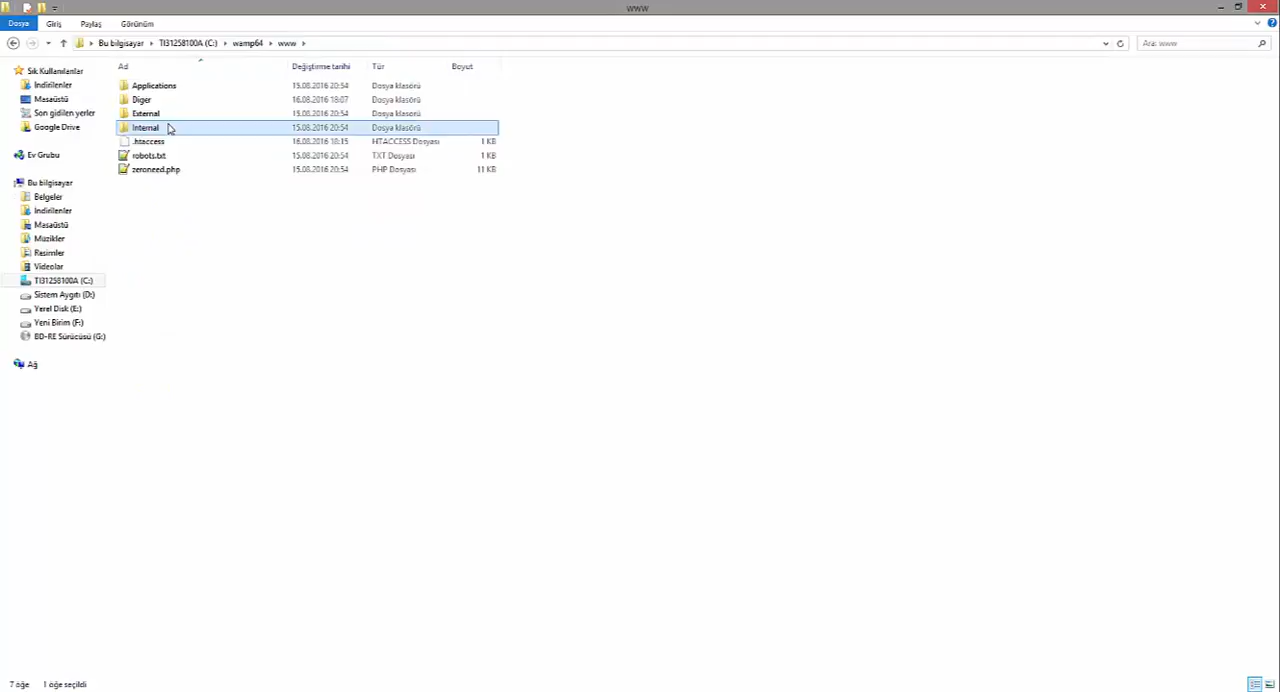 www
Dosya Giriş Paylaş Görünüm
Bu bilgisayar TI31258100A (C:) wamp64 www
Ara: www
Ad Değiştirme tarihi Tür Boyut
Applications 15.08.2016 20:54 Dosya klasörü
Diger 16.08.2016 18:07 Dosya klasörü
External 15.08.2016 20:54 Dosya klasörü
Internal 15.08.2016 20:54 Dosya klasörü
.htaccess 16.08.2016 18:15 HTACCESS Dosyası 1 KB
robots.txt 15.08.2016 20:54 TXT Dosyası 1 KB
zeroneed.php 15.08.2016 20:54 PHP Dosyası 11 KB
Sık Kullanılanlar
İndirilenler
Masaüstü
Son gidilen yerler
Google Drive
Ev Grubu
Bu bilgisayar
Belgeler
İndirilenler
Masaüstü
Müzikler
Resimler
Videolar
TI31258100A (C:)
Sistem Aygıtı (D:)
Yerel Disk (E:)
Yeni Birim (F:)
BD-RE Sürücüsü (G:)
Ağ
7 öğe 1 öğe seçildi